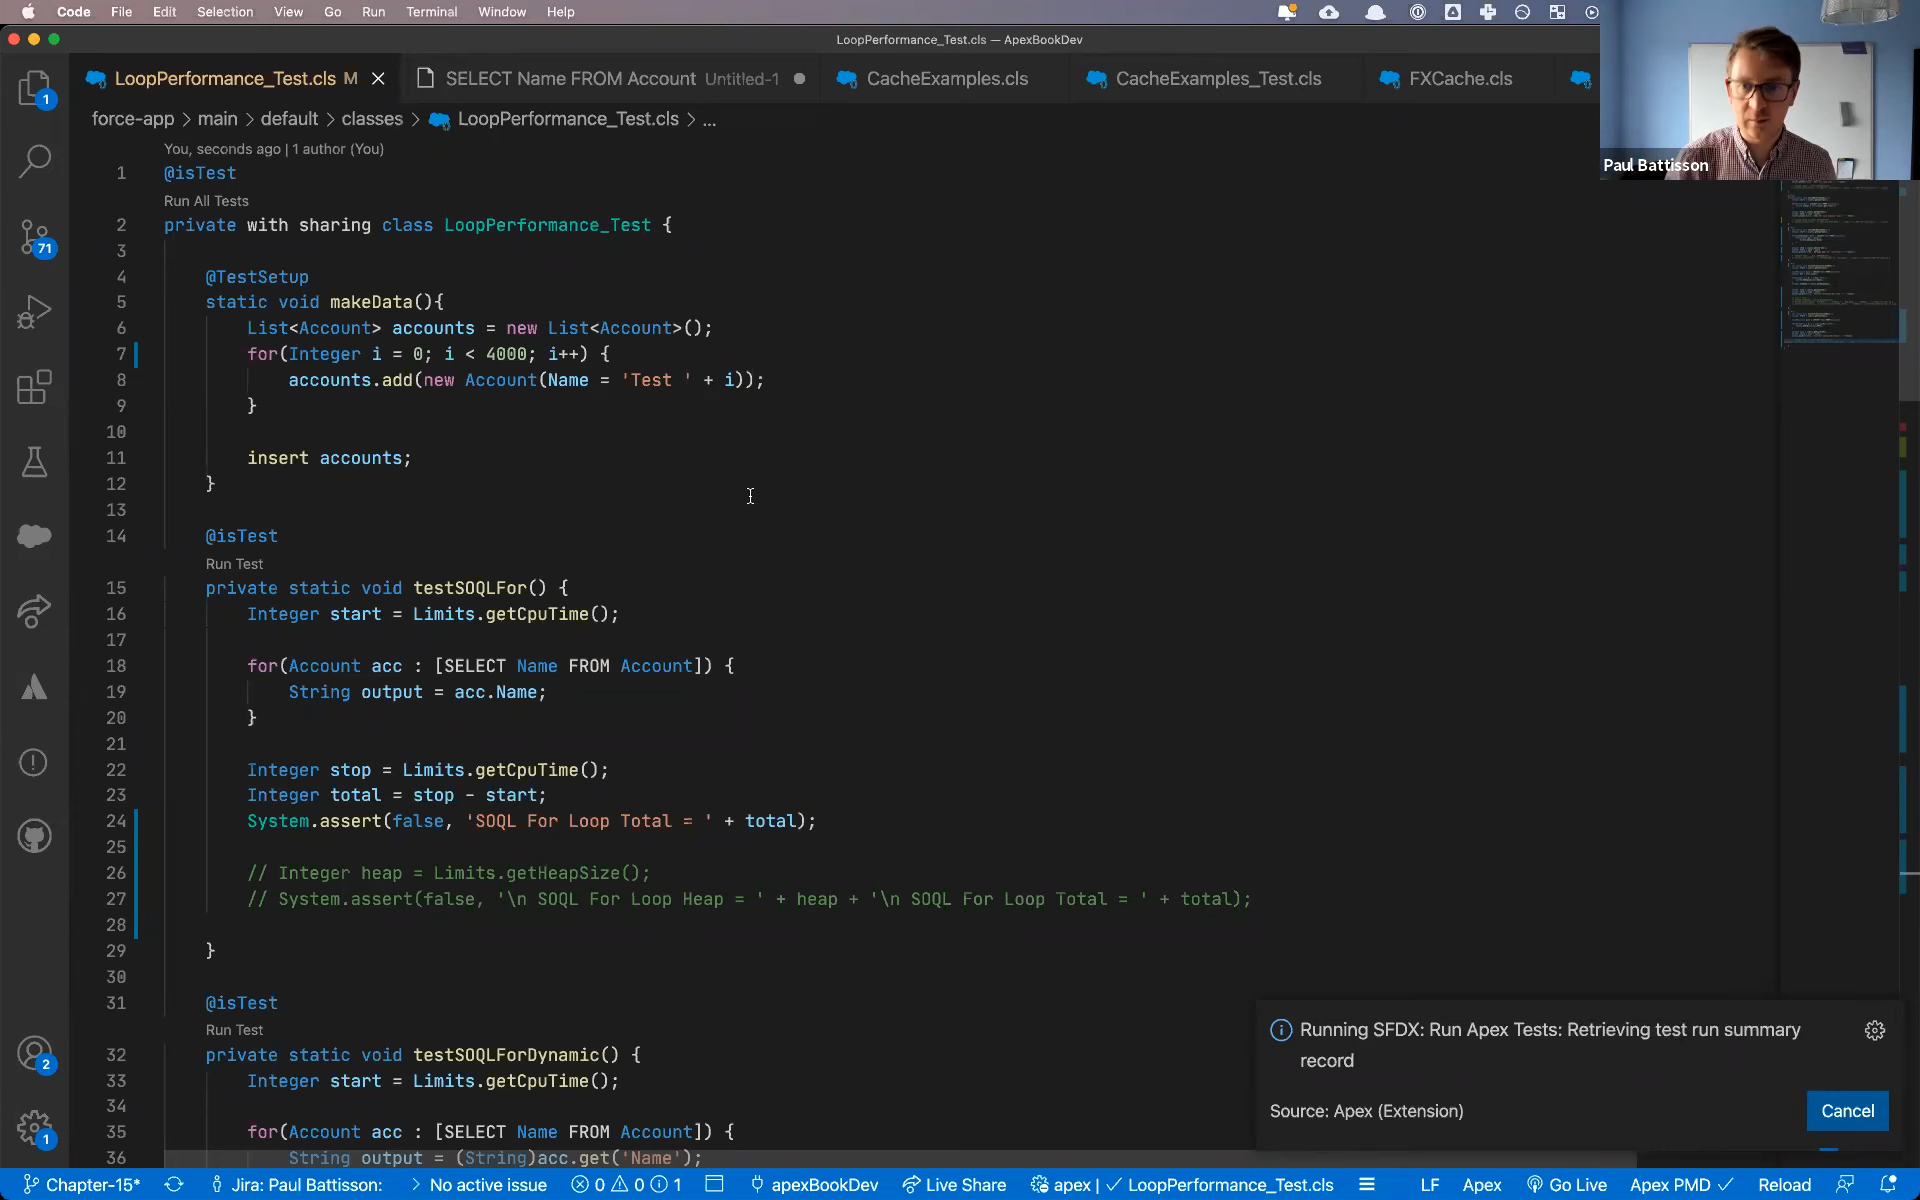 Code File Edit Selection View Go Run Terminal Window Help
LoopPerformance_Test.cls — ApexBookDev
LoopPerformance_Test.cls M SELECT Name FROM Account Untitled-1 CacheExamples.cls CacheExamples_Test.cls FXCache.cls
force-app > main > default > classes > LoopPerformance_Test.cls > ...
Paul Battisson
You, seconds ago | 1 author (You)
1 @isTest
Run All Tests
2 private with sharing class LoopPerformance_Test {
3
4 @TestSetup
5 static void makeData(){
6 List<Account> accounts = new List<Account>();
7 for(Integer i = 0; i < 4000; i++) {
8 accounts.add(new Account(Name = 'Test ' + i));
9 }
10
11 insert accounts;
12 }
13
14 @isTest
Run Test
15 private static void testSOQLFor() {
16 Integer start = Limits.getCpuTime();
17
18 for(Account acc : [SELECT Name FROM Account]) {
19 String output = acc.Name;
20 }
21
22 Integer stop = Limits.getCpuTime();
23 Integer total = stop - start;
24 System.assert(false, 'SOQL For Loop Total = ' + total);
25
26 // Integer heap = Limits.getHeapSize();
27 // System.assert(false, '\n SOQL For Loop Heap = ' + heap + '\n SOQL For Loop Total = ' + total);
28
29 }
30
31 @isTest
Run Test
32 private static void testSOQLForDynamic() {
33 Integer start = Limits.getCpuTime();
34
35 for(Account acc : [SELECT Name FROM Account]) {
36 String output = (String)acc.get('Name');
1
71
2
1
Running SFDX: Run Apex Tests: Retrieving test run summary
record
Source: Apex (Extension)
Cancel
Chapter-15* Jira: Paul Battisson: > No active issue 0 0 1 apexBookDev Live Share apex | ✓ LoopPerformance_Test.cls LF Apex Go Live Apex PMD ✓ Reload